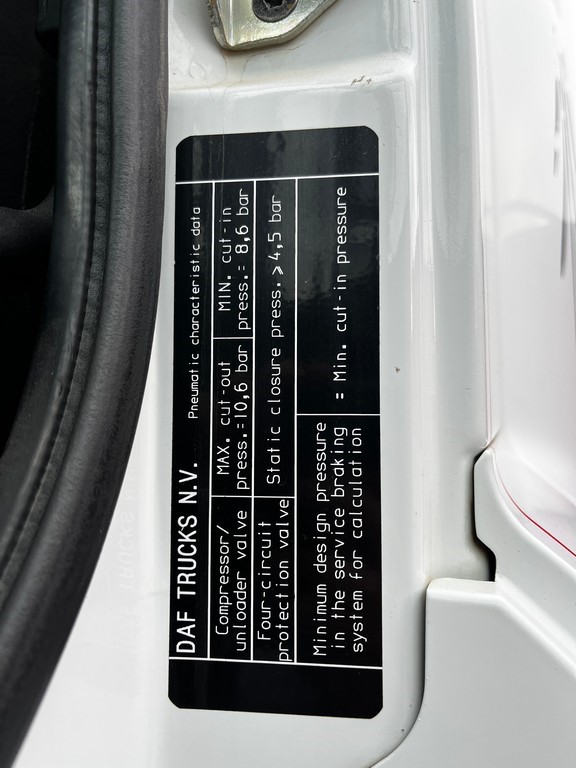 DAF TRUCKS N.V. Pneumatic characteristic data
Compressor/
unloader valve
MAX. cut-out
press.=10,6 bar
MIN. cut-in
press.= 8,6 bar
Four-circuit
protection valve
Static closure press. ⩾ 4,5 bar
Minimum design pressure
in the service braking
system for calculation
= Min. cut-in pressure